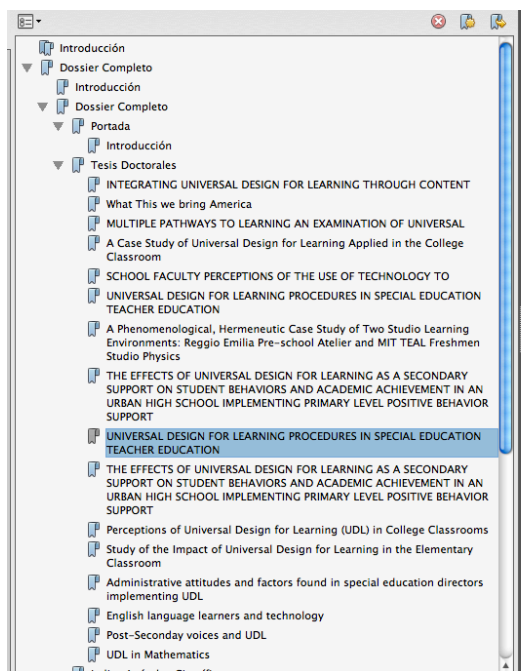 Introducción
Dossier Completo
Introducción
Dossier Completo
Portada
Introducción
Tesis Doctorales
INTEGRATING UNIVERSAL DESIGN FOR LEARNING THROUGH CONTENT
What This we bring America
MULTIPLE PATHWAYS TO LEARNING AN EXAMINATION OF UNIVERSAL
A Case Study of Universal Design for Learning Applied in the College
Classroom
SCHOOL FACULTY PERCEPTIONS OF THE USE OF TECHNOLOGY TO
UNIVERSAL DESIGN FOR LEARNING PROCEDURES IN SPECIAL EDUCATION
TEACHER EDUCATION
A Phenomenological, Hermeneutic Case Study of Two Studio Learning
Environments: Reggio Emilia Pre-school Atelier and MIT TEAL Freshmen
Studio Physics
THE EFFECTS OF UNIVERSAL DESIGN FOR LEARNING AS A SECONDARY
SUPPORT ON STUDENT BEHAVIORS AND ACADEMIC ACHIEVEMENT IN AN
URBAN HIGH SCHOOL IMPLEMENTING PRIMARY LEVEL POSITIVE BEHAVIOR
SUPPORT
UNIVERSAL DESIGN FOR LEARNING PROCEDURES IN SPECIAL EDUCATION
TEACHER EDUCATION
THE EFFECTS OF UNIVERSAL DESIGN FOR LEARNING AS A SECONDARY
SUPPORT ON STUDENT BEHAVIORS AND ACADEMIC ACHIEVEMENT IN AN
URBAN HIGH SCHOOL IMPLEMENTING PRIMARY LEVEL POSITIVE BEHAVIOR
SUPPORT
Perceptions of Universal Design for Learning (UDL) in College Classrooms
Study of the Impact of Universal Design for Learning in the Elementary
Classroom
Administrative attitudes and factors found in special education directors
implementing UDL
English language learners and technology
Post-Seconday voices and UDL
UDL in Mathematics